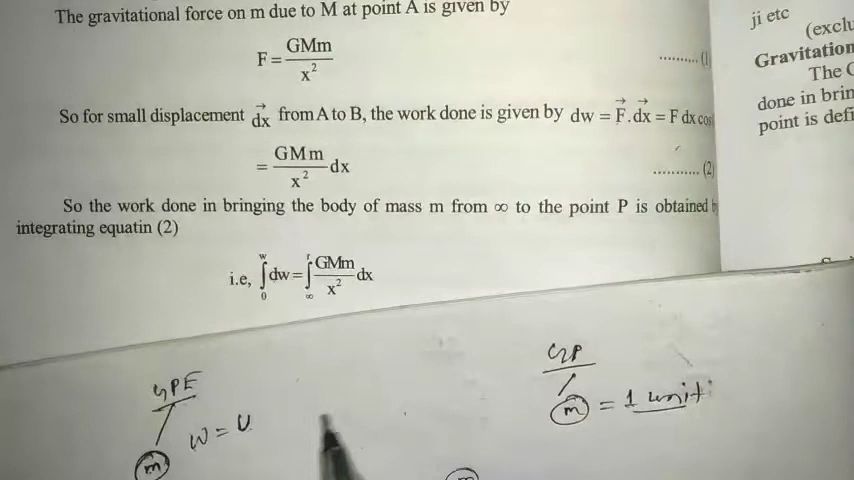 The gravitational force on m due to M at point A is given by
F = GMm / x² ..........(1
So for small displacement dx⃗ from A to B, the work done is given by dw = F⃗.dx⃗ = F dx cos
= GMm / x² dx ...........(2)
So the work done in bringing the body of mass m from ∞ to the point P is obtained
integrating equatin (2)
i.e, ∫₀ʷ dw = ∫∞ʳ GMm / x² dx
ji etc
(exclu
Gravitation
The G
done in brin
point is defi
GPE
m
W = U
GP
m = 1 unit
m